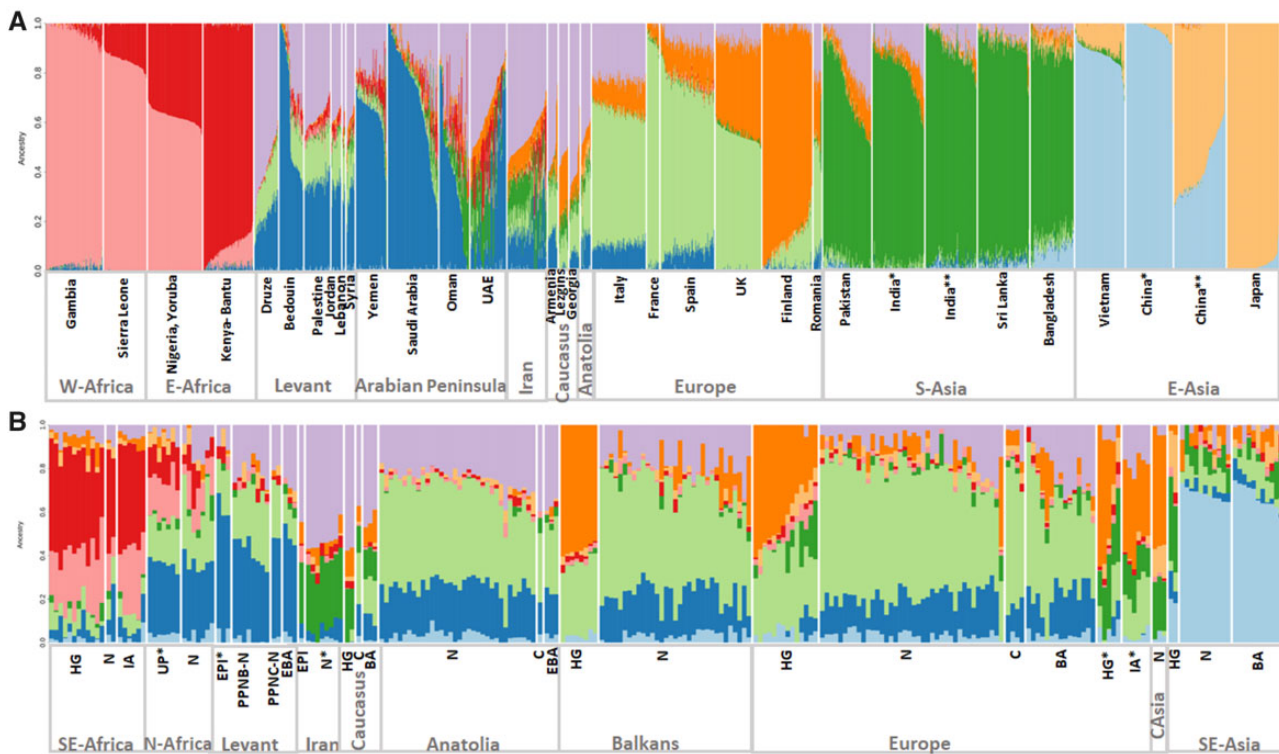 A
1.0
0.8
0.6
0.4
0.2
0.0
Ancestry
Gambia
Sierra Leone
Nigeria, Yoruba
Kenya- Bantu
Druze
Bedouin
Palestine
Jordan
Lebanon
Syria
Yemen
Saudi Arabia
Oman
UAE
Armenia
Lezgins
Georgia
Italy
France
Spain
UK
Finland
Romania
Pakistan
India*
India**
Sri Lanka
Bangladesh
Vietnam
China*
China**
Japan
W-Africa
E-Africa
Levant
Arabian Peninsula
Iran
Caucasus
Anatolia
Europe
S-Asia
E-Asia
B
1.0
0.8
0.6
0.4
0.2
0.0
Ancestry
HG
N
IA
UP*
N
EPI*
PPNB-N
PPNC-N
EBA
EPI
N*
HG
C
BA
N
C
EBA
HG
N
HG
N
C
BA
HG*
IA*
N
HG
N
BA
SE-Africa
N-Africa
Levant
Iran
Caucasus
Anatolia
Balkans
Europe
CAsia
SE-Asia